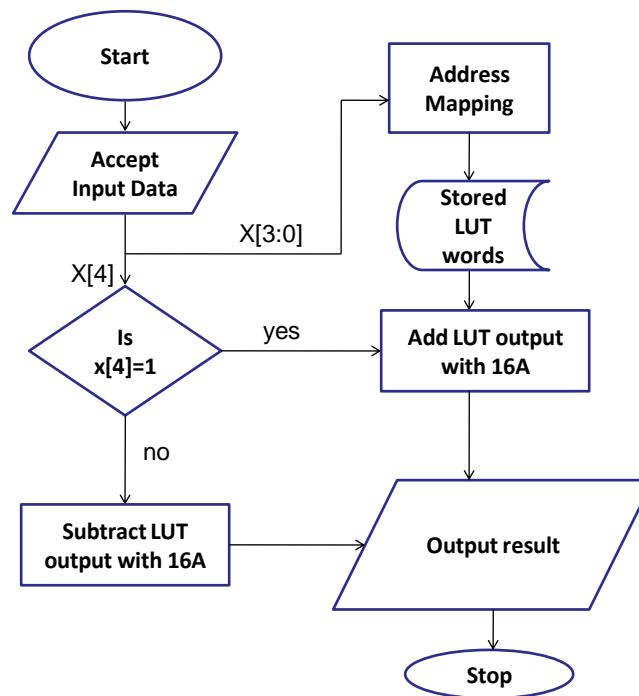 Start
Accept
Input Data
X[4]
X[3:0]
Address
Mapping
Stored
LUT
words
Is
x[4]=1
yes
Add LUT output
with 16A
no
Subtract LUT
output with 16A
Output result
Stop